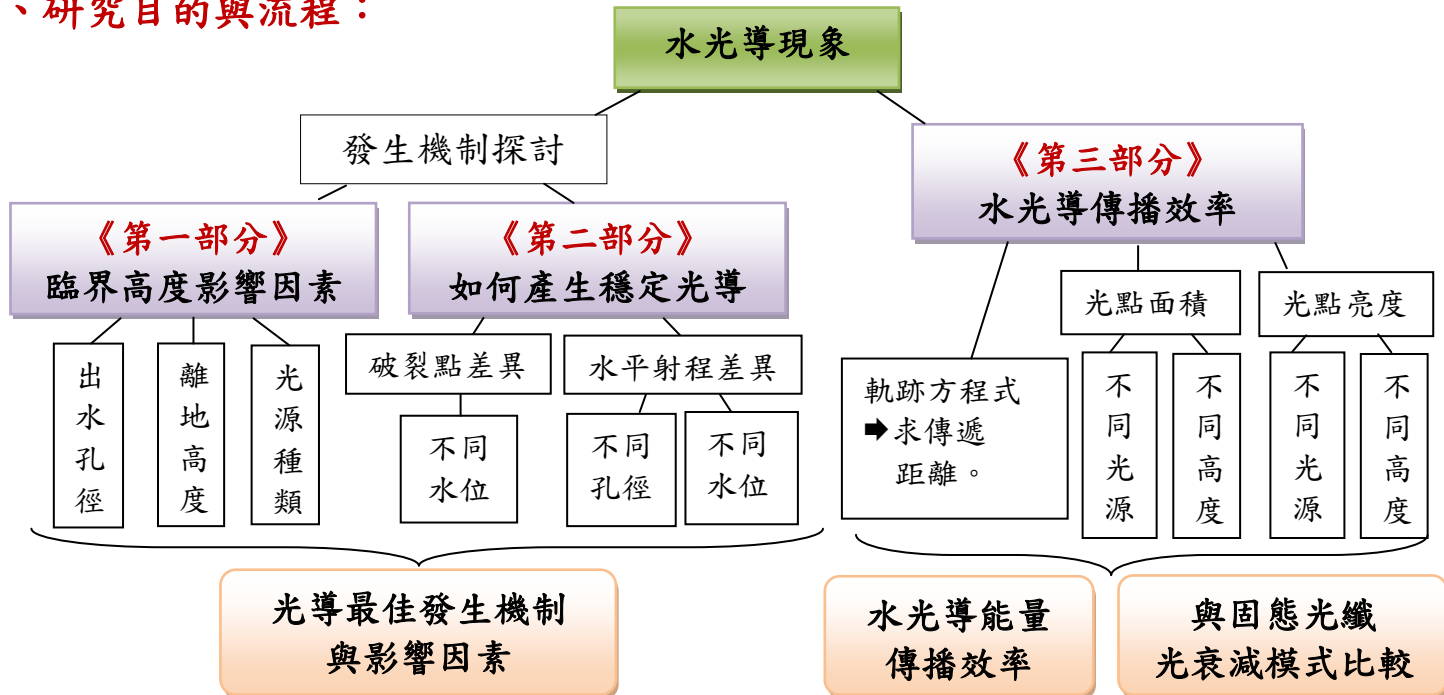 、研究目的與流程：
水光導現象
發生機制探討
《第一部分》
臨界高度影響因素
出水孔徑
離地高度
光源種類
《第二部分》
如何產生穩定光導
破裂點差異
不同
水位
水平射程差異
不同
孔徑
不同
水位
《第三部分》
水光導傳播效率
軌跡方程式
➡求傳遞
距離。
光點面積
不同光源
不同高度
光點亮度
不同光源
不同高度
光導最佳發生機制
與影響因素
水光導能量
傳播效率
與固態光纖
光衰減模式比較